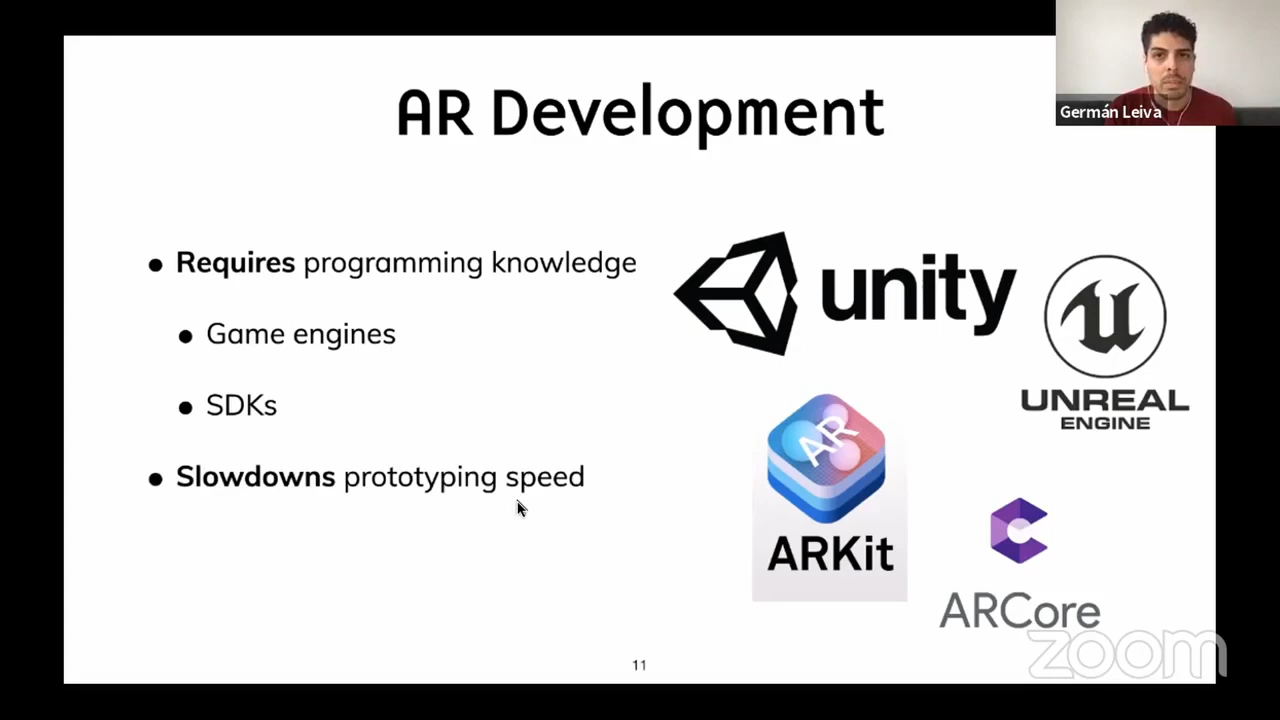 AR Development
Germán Leiva
● Requires programming knowledge
● Game engines
● SDKs
● Slowdowns prototyping speed
unity
UNREAL
ENGINE
AR
ARKit
ARCore
zoom
11